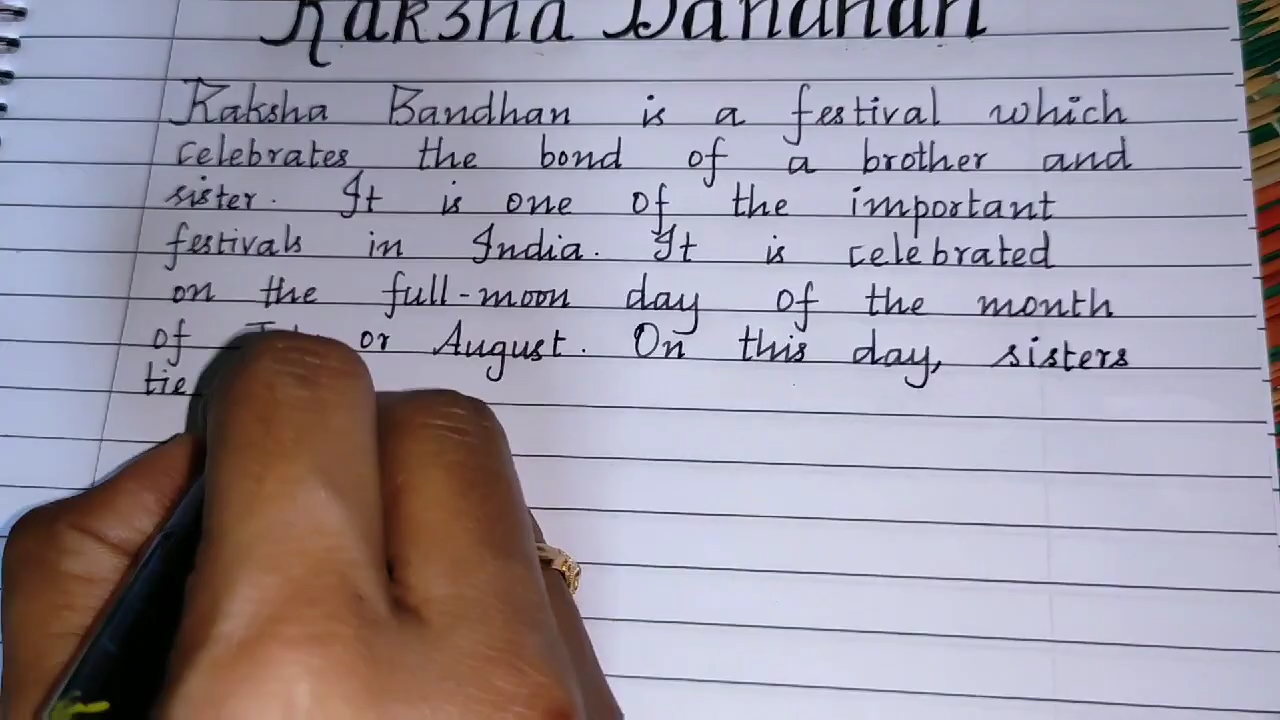 Raksha Bandhan
Raksha Bandhan is a festival which
celebrates the bond of a brother and
sister. It is one of the important
festivals in India. It is celebrated
on the full-moon day of the month
of or August. On this day, sisters
tie